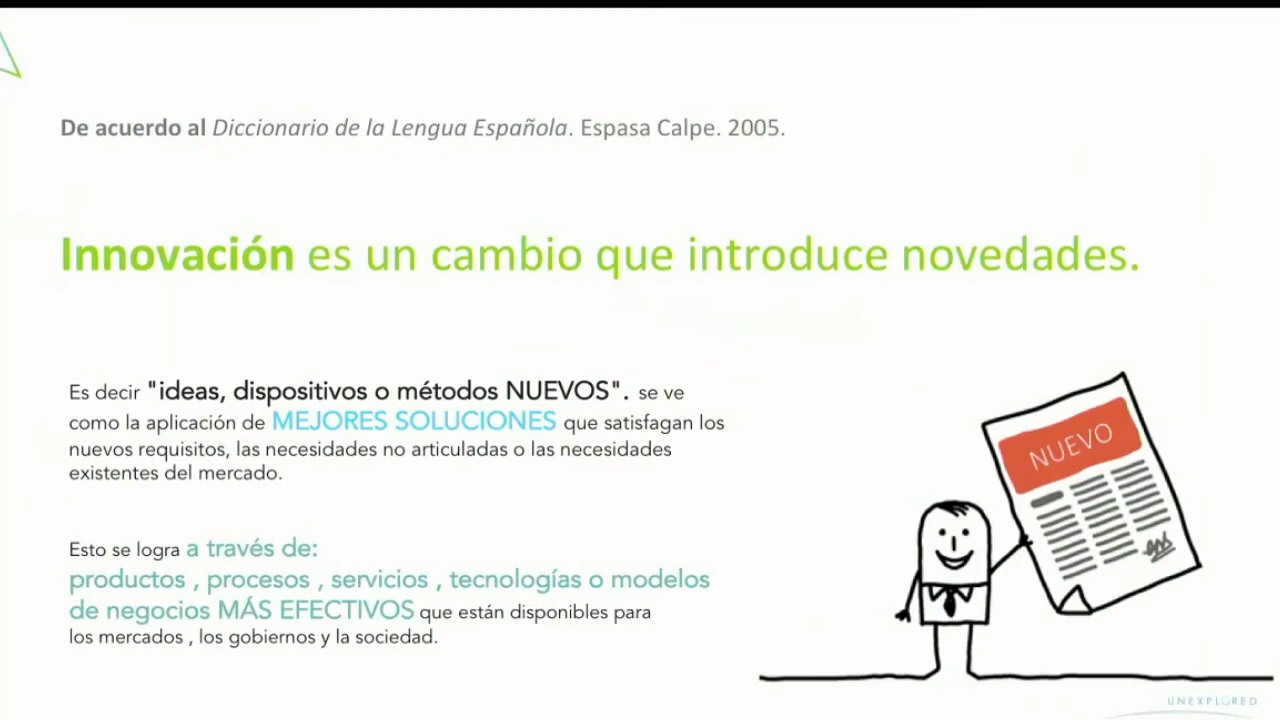 De acuerdo al Diccionario de la Lengua Española. Espasa Calpe. 2005.
Innovación es un cambio que introduce novedades.
Es decir "ideas, dispositivos o métodos NUEVOS". se ve
como la aplicación de MEJORES SOLUCIONES que satisfagan los
nuevos requisitos, las necesidades no articuladas o las necesidades
existentes del mercado.
Esto se logra a través de:
productos , procesos , servicios , tecnologías o modelos
de negocios MÁS EFECTIVOS que están disponibles para
los mercados , los gobiernos y la sociedad.
NUEVO
UNEXPLORED